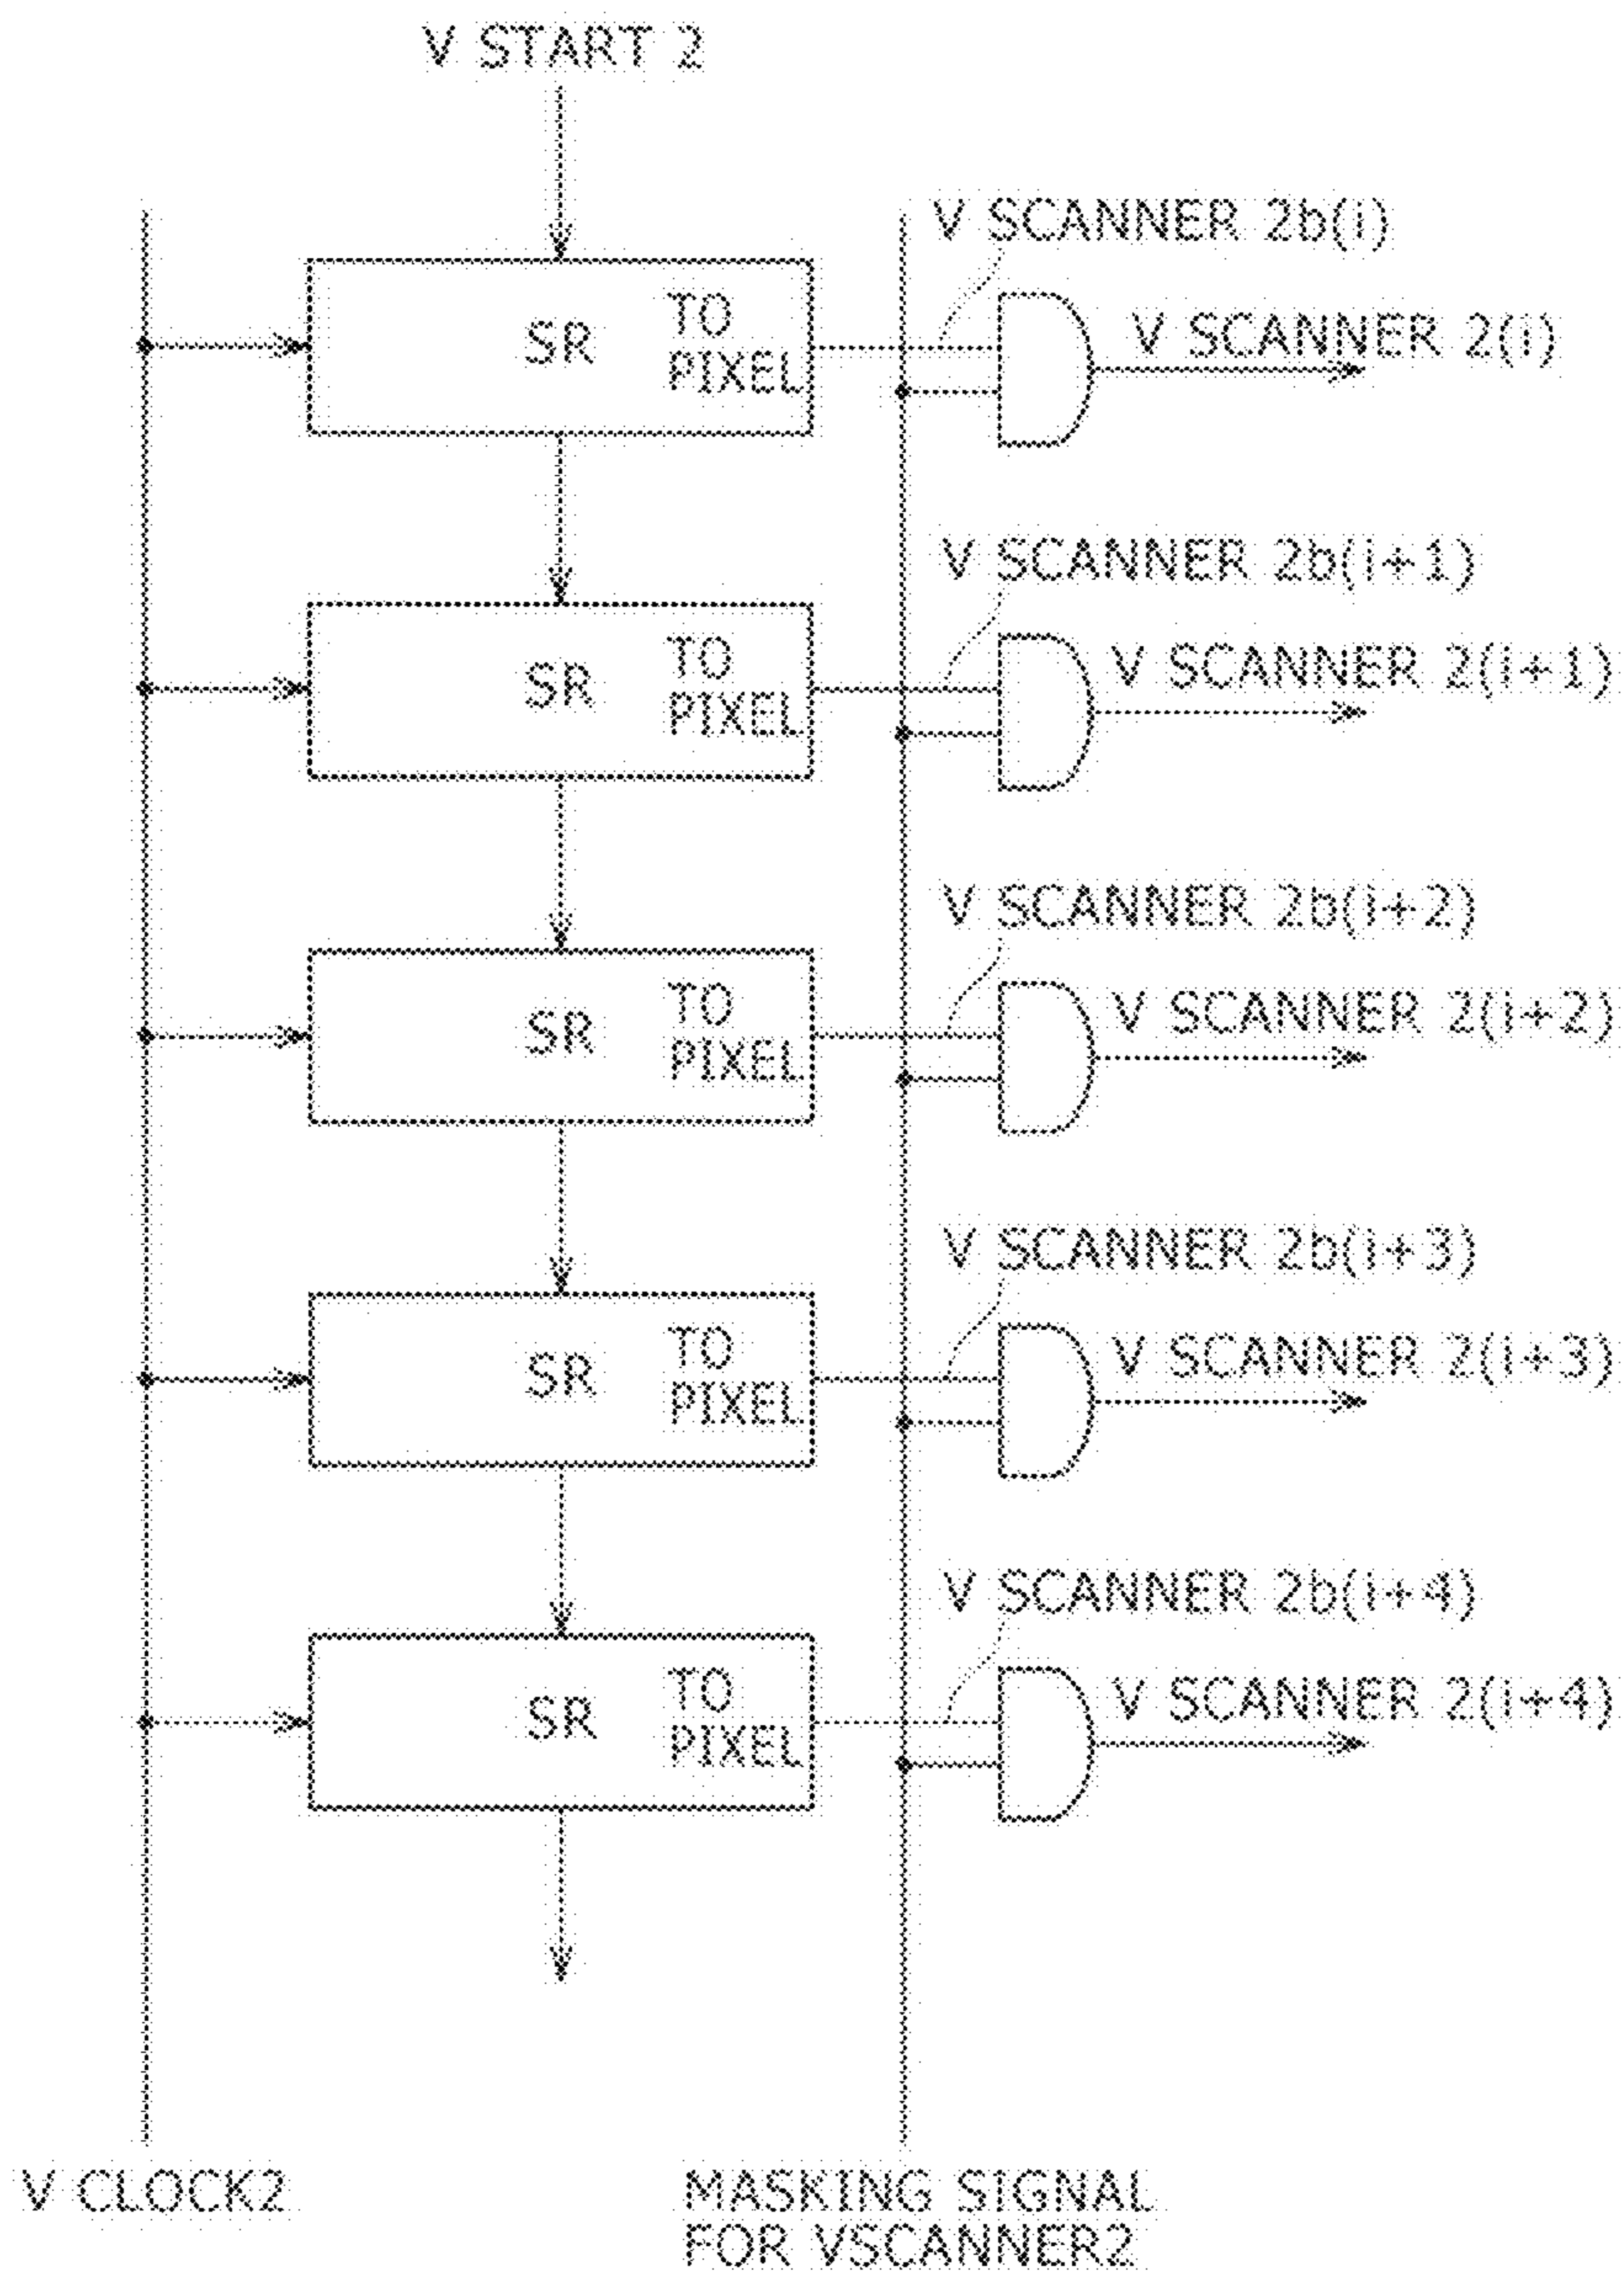 V START 2
V SCANNER 2b(i)
SR
TO
PIXEL
V SCANNER 2(i)
V SCANNER 2b(i+1)
SR
TO
PIXEL
V SCANNER 2(i+1)
V SCANNER 2b(i+2)
SR
TO
PIXEL
V SCANNER 2(i+2)
V SCANNER 2b(i+3)
SR
TO
PIXEL
V SCANNER 2(i+3)
V SCANNER 2b(i+4)
SR
TO
PIXEL
V SCANNER 2(i+4)
V CLOCK2
MASKING SIGNAL
FOR VSCANNER2